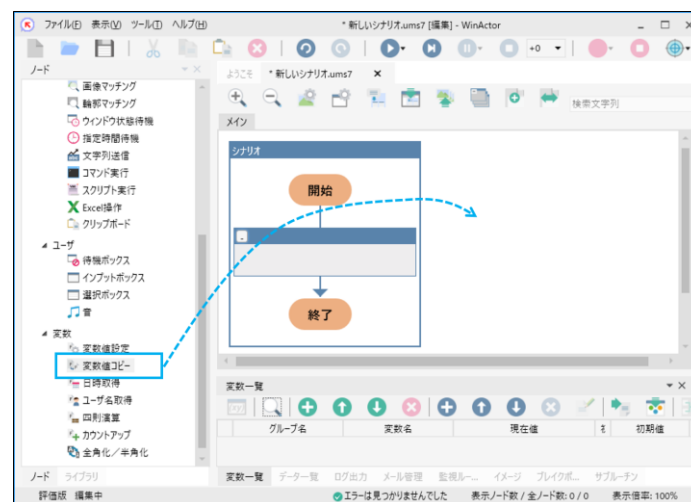 ファイル(F) 表示(V) ツール(T) ヘルプ(H)
* 新しいシナリオ.ums7 [編集] - WinActor
+0
ノード
画像マッチング
輪郭マッチング
ウィンドウ状態待機
指定時間待機
文字列送信
コマンド実行
スクリプト実行
Excel操作
クリップボード
ユーザ
待機ボックス
インプットボックス
選択ボックス
音
変数
変数値設定
変数値コピー
日時取得
ユーザ名取得
四則演算
カウントアップ
全角化/半角化
ノード ライブラリ
ようこそ * 新しいシナリオ.ums7
検索文字列
メイン
シナリオ
開始
終了
変数一覧
グループ名 変数名 現在値 初期値
変数一覧 データ一覧 ログ出力 メール管理 監視ルー... イメージ ブレイクポ... サブルーチン
評価版 編集中 エラーは見つかりませんでした 表示ノード数 / 全ノード数: 0 / 0 表示倍率: 100%